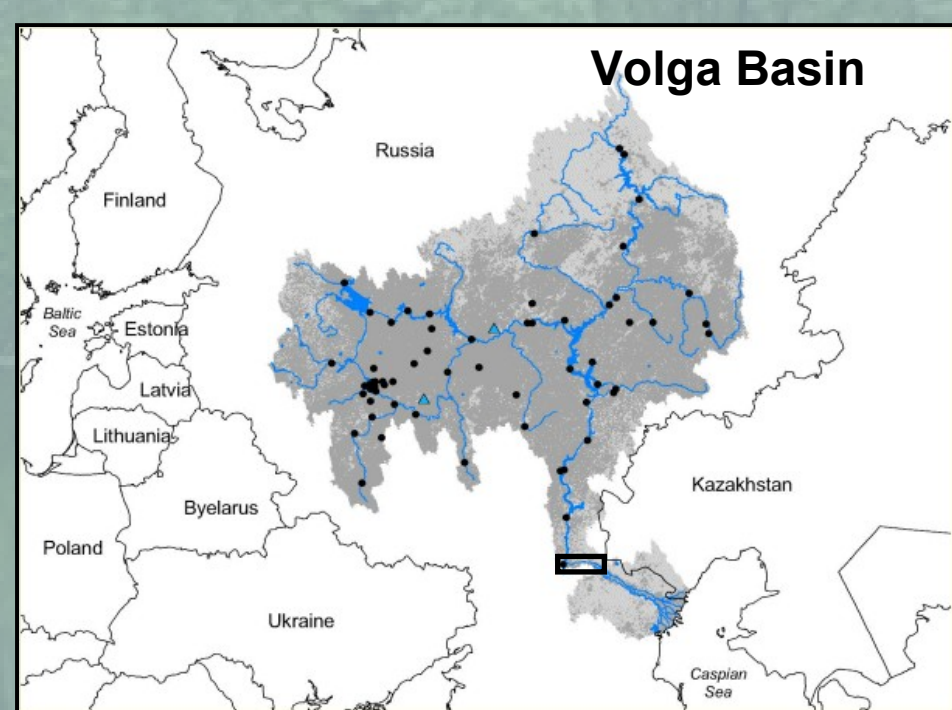 Volga Basin
Russia
Finland
Baltic
Sea
Estonia
Latvia
Lithuania
Byelarus
Kazakhstan
Poland
Ukraine
Caspian
Sea